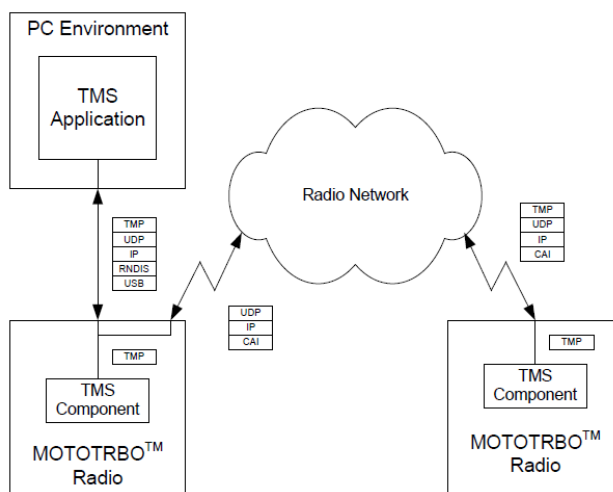 PC Environment
TMS
Application
Radio Network
TMP
UDP
IP
RNDIS
USB
TMP
UDP
IP
CAI
UDP
IP
CAI
TMP
TMS
Component
MOTOTRBO™
Radio
TMP
TMS
Component
MOTOTRBO™
Radio